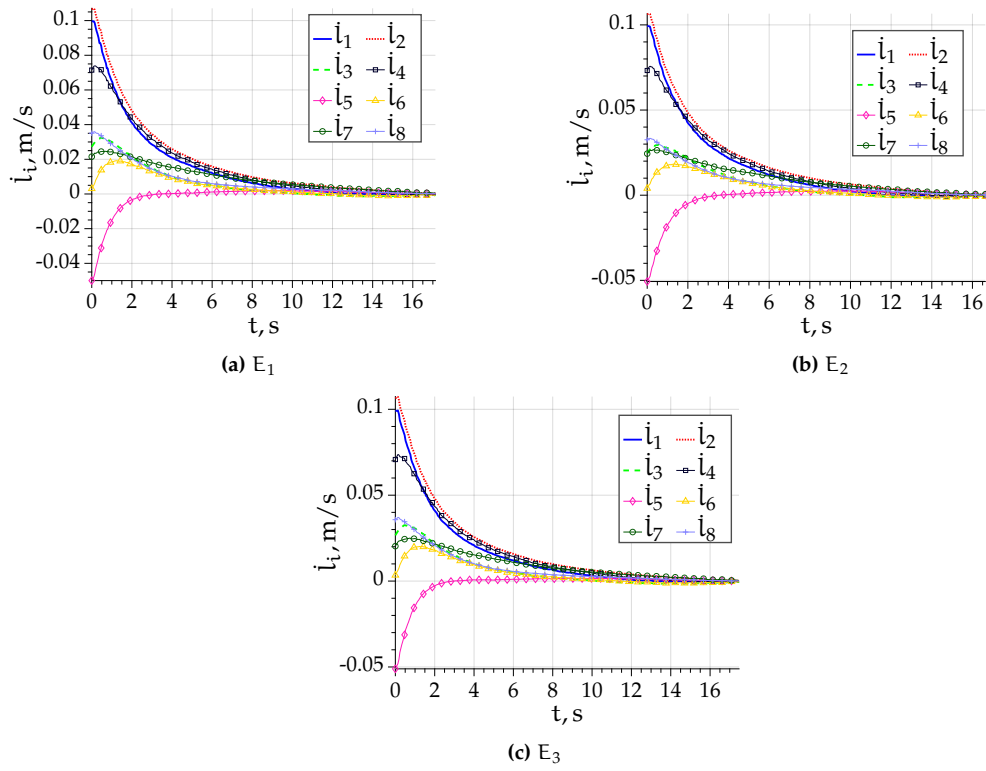 0.1
0.08
0.06
0.04
0.02
0
-0.02
-0.04
l̇ᵢ, m/s
0 2 4 6 8 10 12 14 16
t, s
l̇₁ l̇₂
l̇₃ l̇₄
l̇₅ l̇₆
l̇₇ l̇₈
(a) E₁
0.1
0.05
0
-0.05
l̇ᵢ, m/s
0 2 4 6 8 10 12 14 16
t, s
l̇₁ l̇₂
l̇₃ l̇₄
l̇₅ l̇₆
l̇₇ l̇₈
(b) E₂
0.1
0.05
0
-0.05
l̇ᵢ, m/s
0 2 4 6 8 10 12 14 16
t, s
l̇₁ l̇₂
l̇₃ l̇₄
l̇₅ l̇₆
l̇₇ l̇₈
(c) E₃